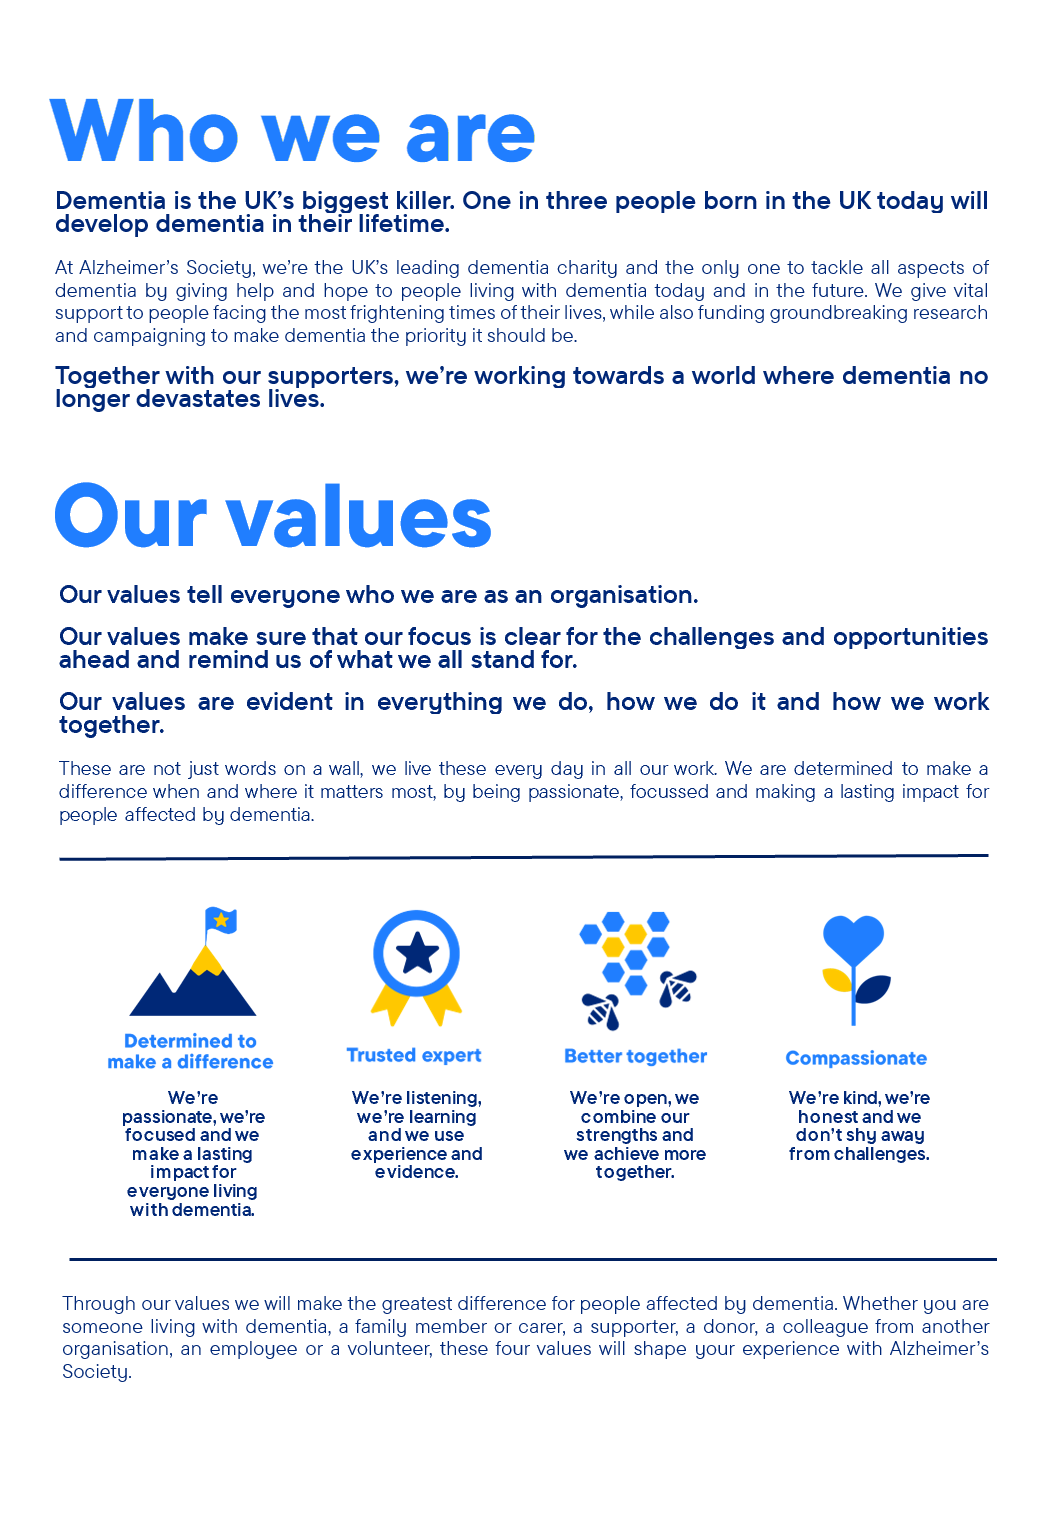 Who we are
Dementia is the UK’s biggest killer. One in three people born in the UK today will
develop dementia in their lifetime.
At Alzheimer’s Society, we’re the UK’s leading dementia charity and the only one to tackle all aspects of
dementia by giving help and hope to people living with dementia today and in the future. We give vital
support to people facing the most frightening times of their lives, while also funding groundbreaking research
and campaigning to make dementia the priority it should be.
Together with our supporters, we’re working towards a world where dementia no
longer devastates lives.
Our values
Our values tell everyone who we are as an organisation.
Our values make sure that our focus is clear for the challenges and opportunities
ahead and remind us of what we all stand for.
Our values are evident in everything we do, how we do it and how we work
together.
These are not just words on a wall, we live these every day in all our work. We are determined to make a
difference when and where it matters most, by being passionate, focussed and making a lasting impact for
people affected by dementia.
Determined to
make a difference
We’re
passionate, we’re
focused and we
make a lasting
impact for
everyone living
with dementia.
Trusted expert
We’re listening,
we’re learning
and we use
experience and
evidence.
Better together
We’re open, we
combine our
strengths and
we achieve more
together.
Compassionate
We’re kind, we’re
honest and we
don’t shy away
from challenges.
Through our values we will make the greatest difference for people affected by dementia. Whether you are
someone living with dementia, a family member or carer, a supporter, a donor, a colleague from another
organisation, an employee or a volunteer, these four values will shape your experience with Alzheimer’s
Society.